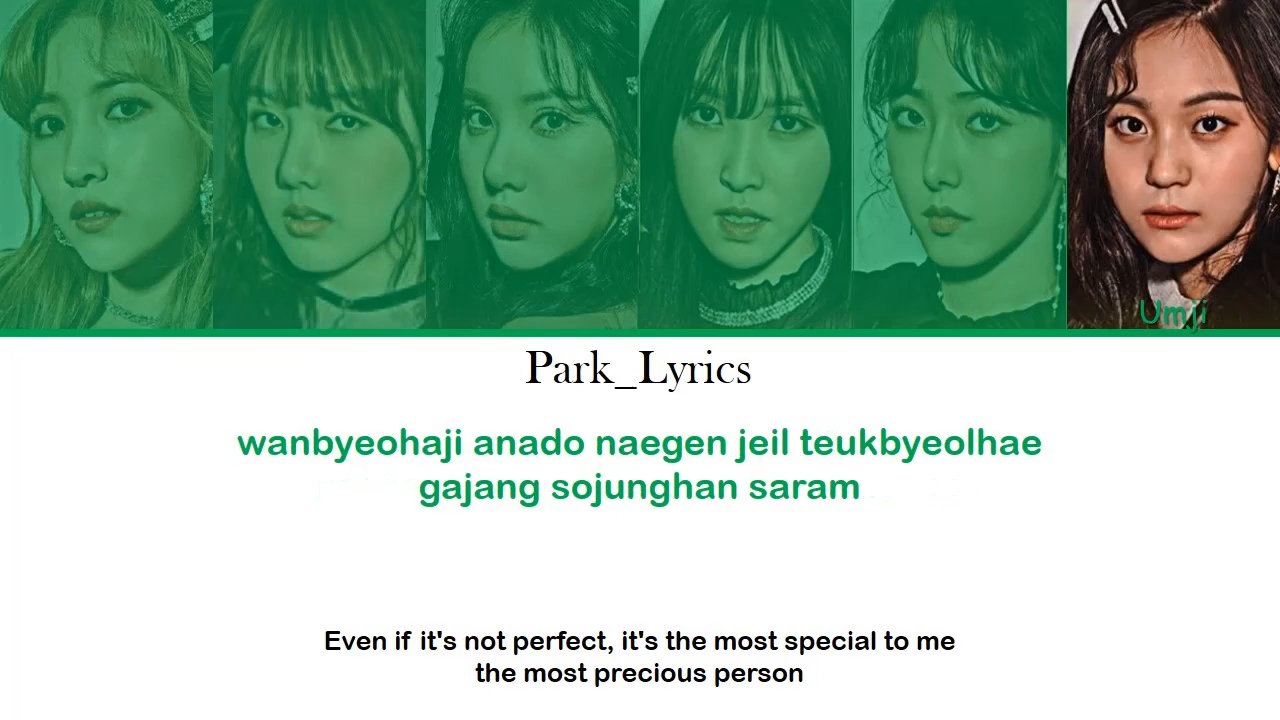 Umji
Park_Lyrics
wanbyeohaji anado naegen jeil teukbyeolhae
gajang sojunghan saram
Even if it's not perfect, it's the most special to me
the most precious person